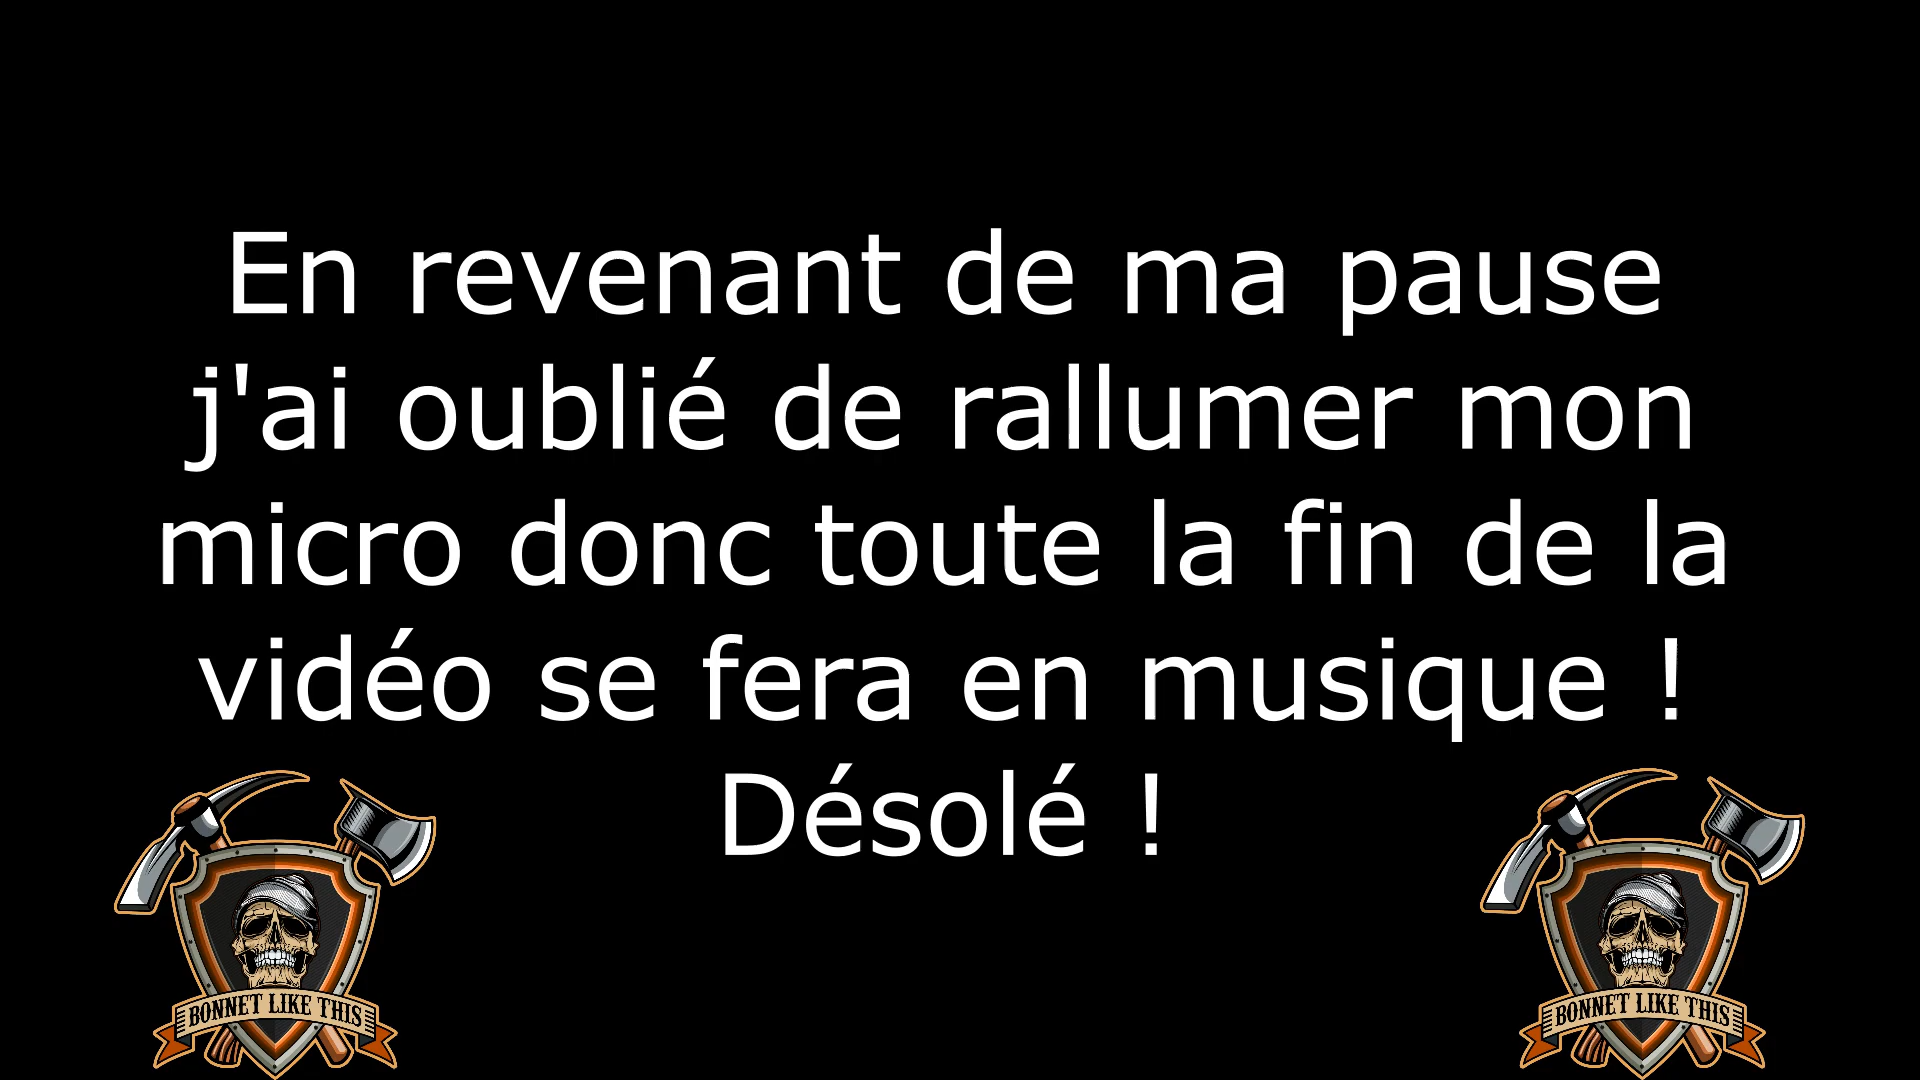 En revenant de ma pause
j'ai oublié de rallumer mon
micro donc toute la fin de la
vidéo se fera en musique !
Désolé !
BONNET LIKE THIS
BONNET LIKE THIS